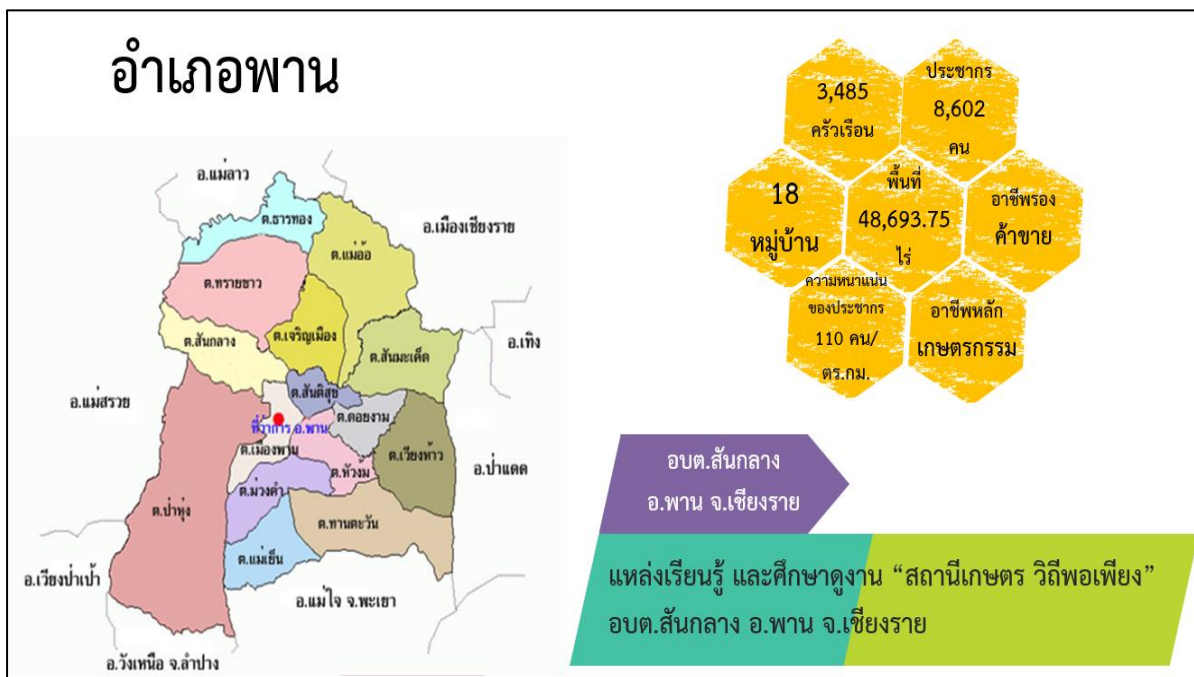 อำเภอพาน
อ.แม่ลาว
ต.ธารทอง
อ.เมืองเชียงราย
ต.แม่อ้อ
ต.ทรายขาว
ต.เจริญเมือง
ต.สันกลาง
ต.สันมะเค็ด
อ.เทิง
อ.แม่สรวย
ต.สันติสุข
ต.ดอยงาม
ที่ว่าการ อ.พาน
ต.เมืองพาน
ต.หัวง้ม
ต.เวียงห้าว
อ.ป่าแดด
ต.ม่วงคำ
ต.ป่าหุ่ง
ต.ทานตะวัน
ต.แม่เย็น
อ.เวียงป่าเป้า
อ.แม่ใจ จ.พะเยา
อ.วังเหนือ จ.ลำปาง
3,485
ครัวเรือน
ประชากร
8,602
คน
18
หมู่บ้าน
พื้นที่
48,693.75
ไร่
อาชีพรอง
ค้าขาย
ความหนาแน่น
ของประชากร
110 คน/
ตร.กม.
อาชีพหลัก
เกษตรกรรม
อบต.สันกลาง
อ.พาน จ.เชียงราย
แหล่งเรียนรู้ และศึกษาดูงาน “สถานีเกษตร วิถีพอเพียง”
อบต.สันกลาง อ.พาน จ.เชียงราย